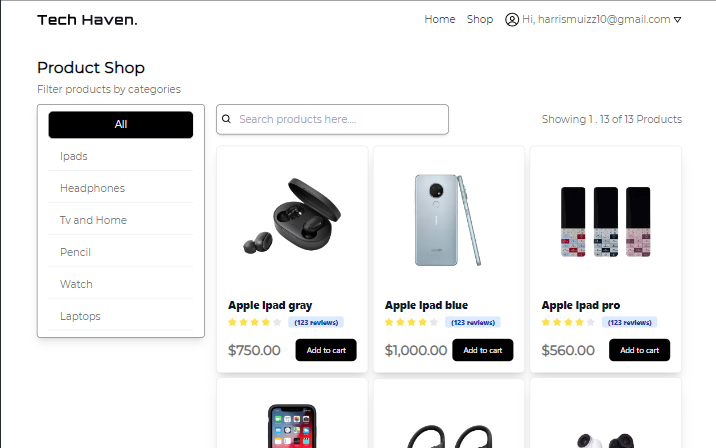 Tech Haven.
Home Shop Hi, harrismuizz10@gmail.com
Product Shop
Filter products by categories
All
Ipads
Headphones
Tv and Home
Pencil
Watch
Laptops
Search products here....
Showing 1 . 13 of 13 Products
Apple Ipad gray
(123 reviews)
$750.00 Add to cart
Apple Ipad blue
(123 reviews)
$1,000.00 Add to cart
Apple Ipad pro
(123 reviews)
$560.00 Add to cart